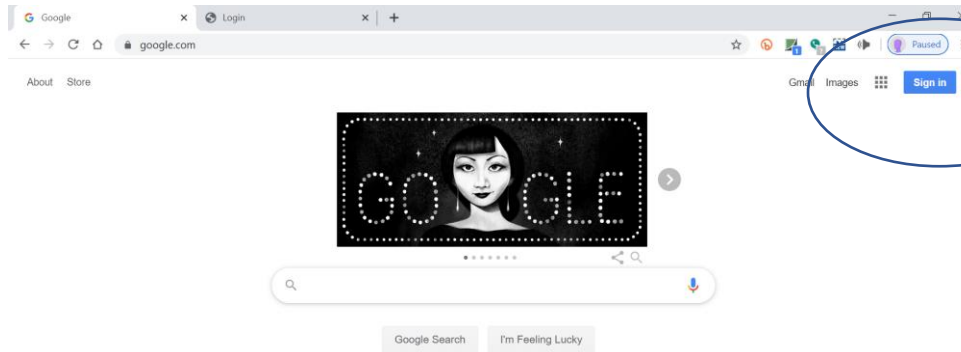 Google Login
google.com Paused
About Store Gmail Images Sign in
GOOGLE
Google Search I'm Feeling Lucky